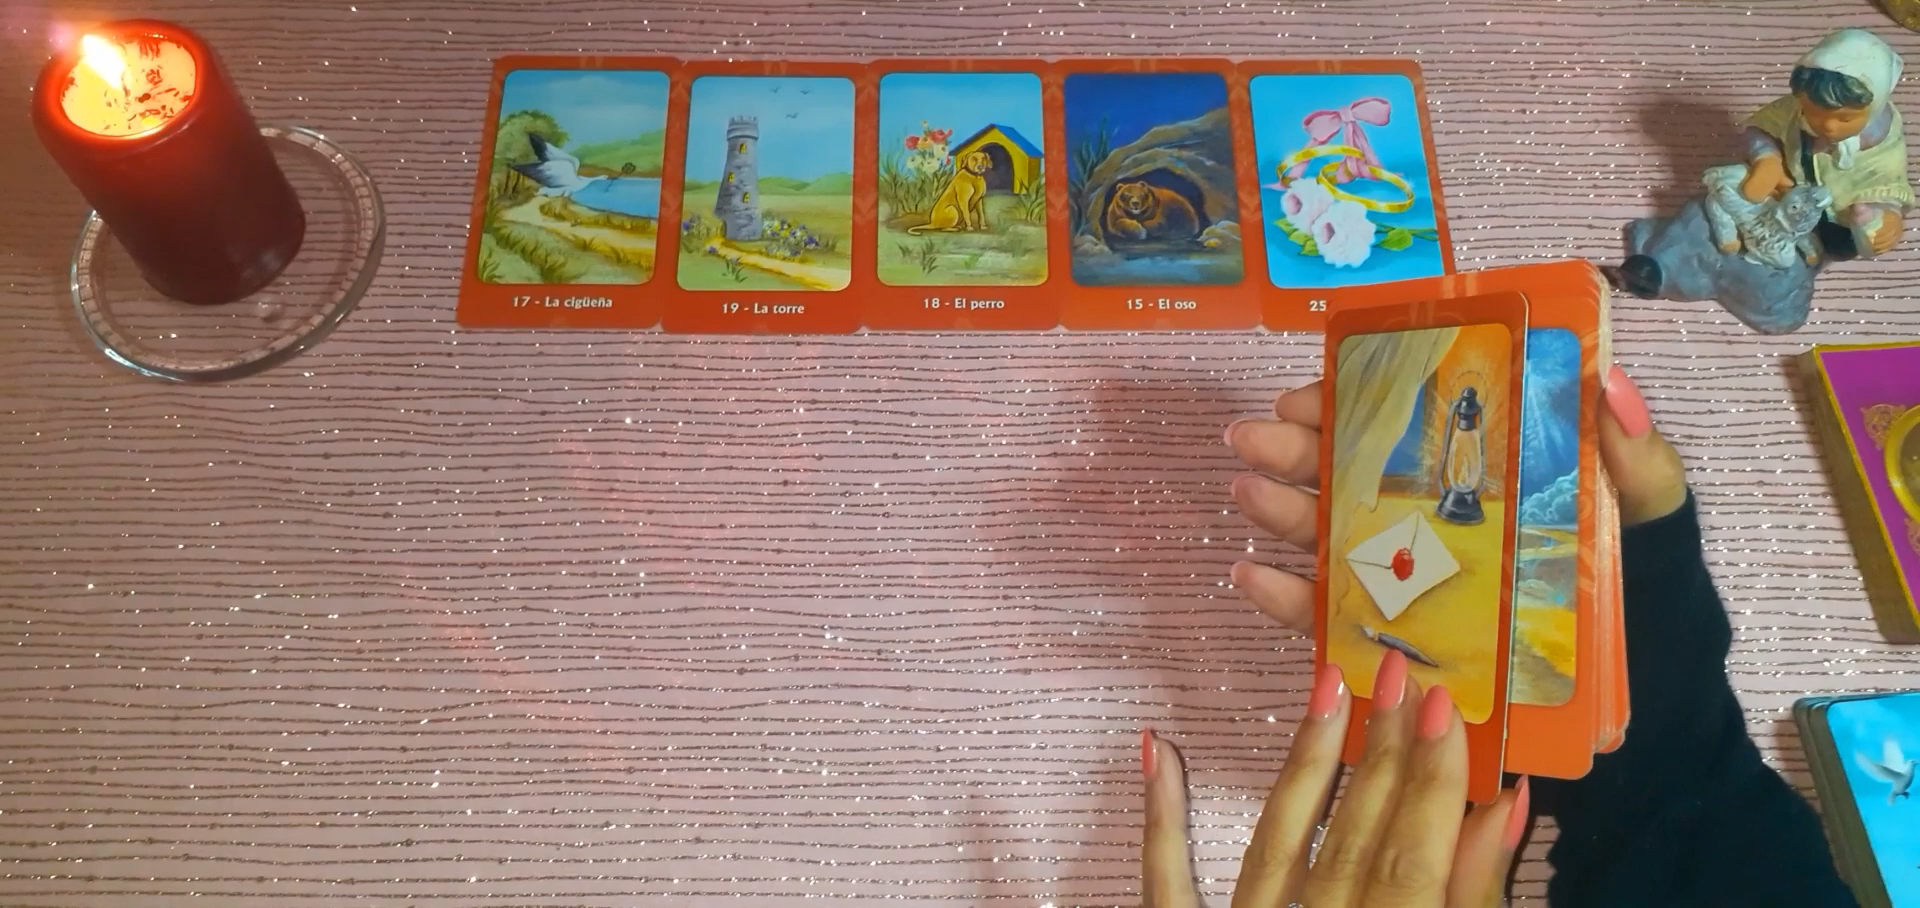 17 - La cigüeña
19 - La torre
18 - El perro
15 - El oso
25